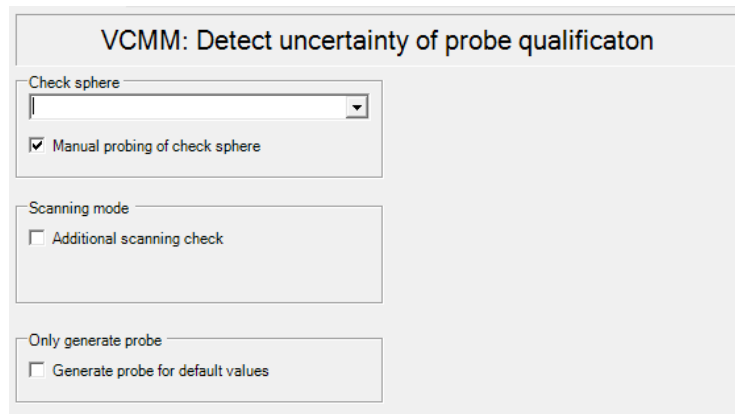 VCMM: Detect uncertainty of probe qualificaton
Check sphere
Manual probing of check sphere
Scanning mode
Additional scanning check
Only generate probe
Generate probe for default values